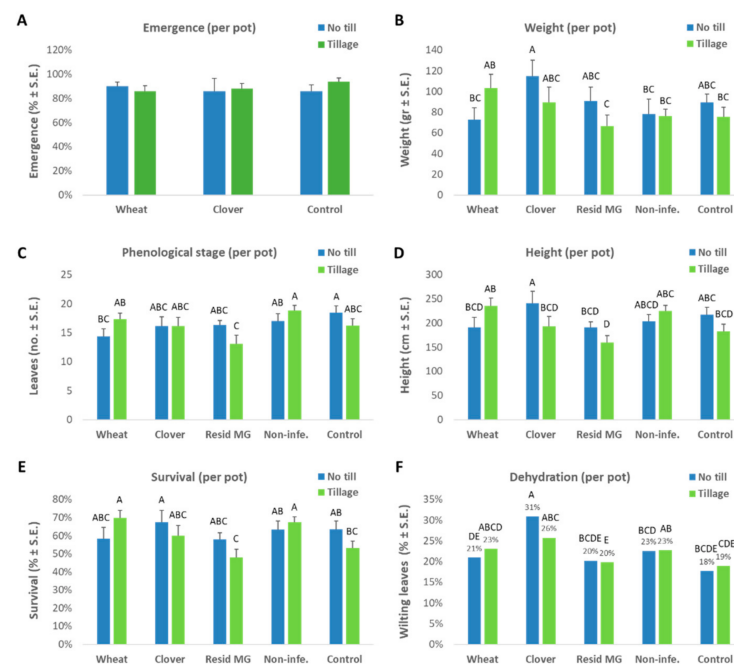 A
Emergence (per pot)
No till
Tillage
Emergence (% ± S.E.)
120%
100%
80%
60%
40%
20%
0%
Wheat Clover Control
B
Weight (per pot)
No till
Tillage
Weight (gr ± S.E.)
140
120
100
80
60
40
20
0
BC AB A ABC ABC C BC BC ABC BC
Wheat Clover Resid MG Non-infe. Control
C
Phenological stage (per pot)
No till
Tillage
Leaves (no. ± S.E.)
25
20
15
10
5
0
BC AB ABC ABC ABC C AB A A ABC
Wheat Clover Resid MG Non-infe. Control
D
Height (per pot)
No till
Tillage
Height (cm ± S.E.)
300
250
200
150
100
50
0
BCD AB A BCD BCD D ABCD ABC ABC BCD
Wheat Clover Resid MG Non-infe. Control
E
Survival (per pot)
No till
Tillage
Survival (% ± S.E.)
80%
70%
60%
50%
40%
30%
20%
10%
0%
ABC A A ABC ABC C AB A AB BC
Wheat Clover Resid MG Non-infe. Control
F
Dehydration (per pot)
No till
Tillage
Wilting leaves (% ± S.E.)
35%
30%
25%
20%
15%
10%
5%
0%
DE ABCD A ABC BCDE E BCD AB BCDE CDE
21% 23% 31% 26% 20% 20% 23% 23% 18% 19%
Wheat Clover Resid MG Non-infe. Control